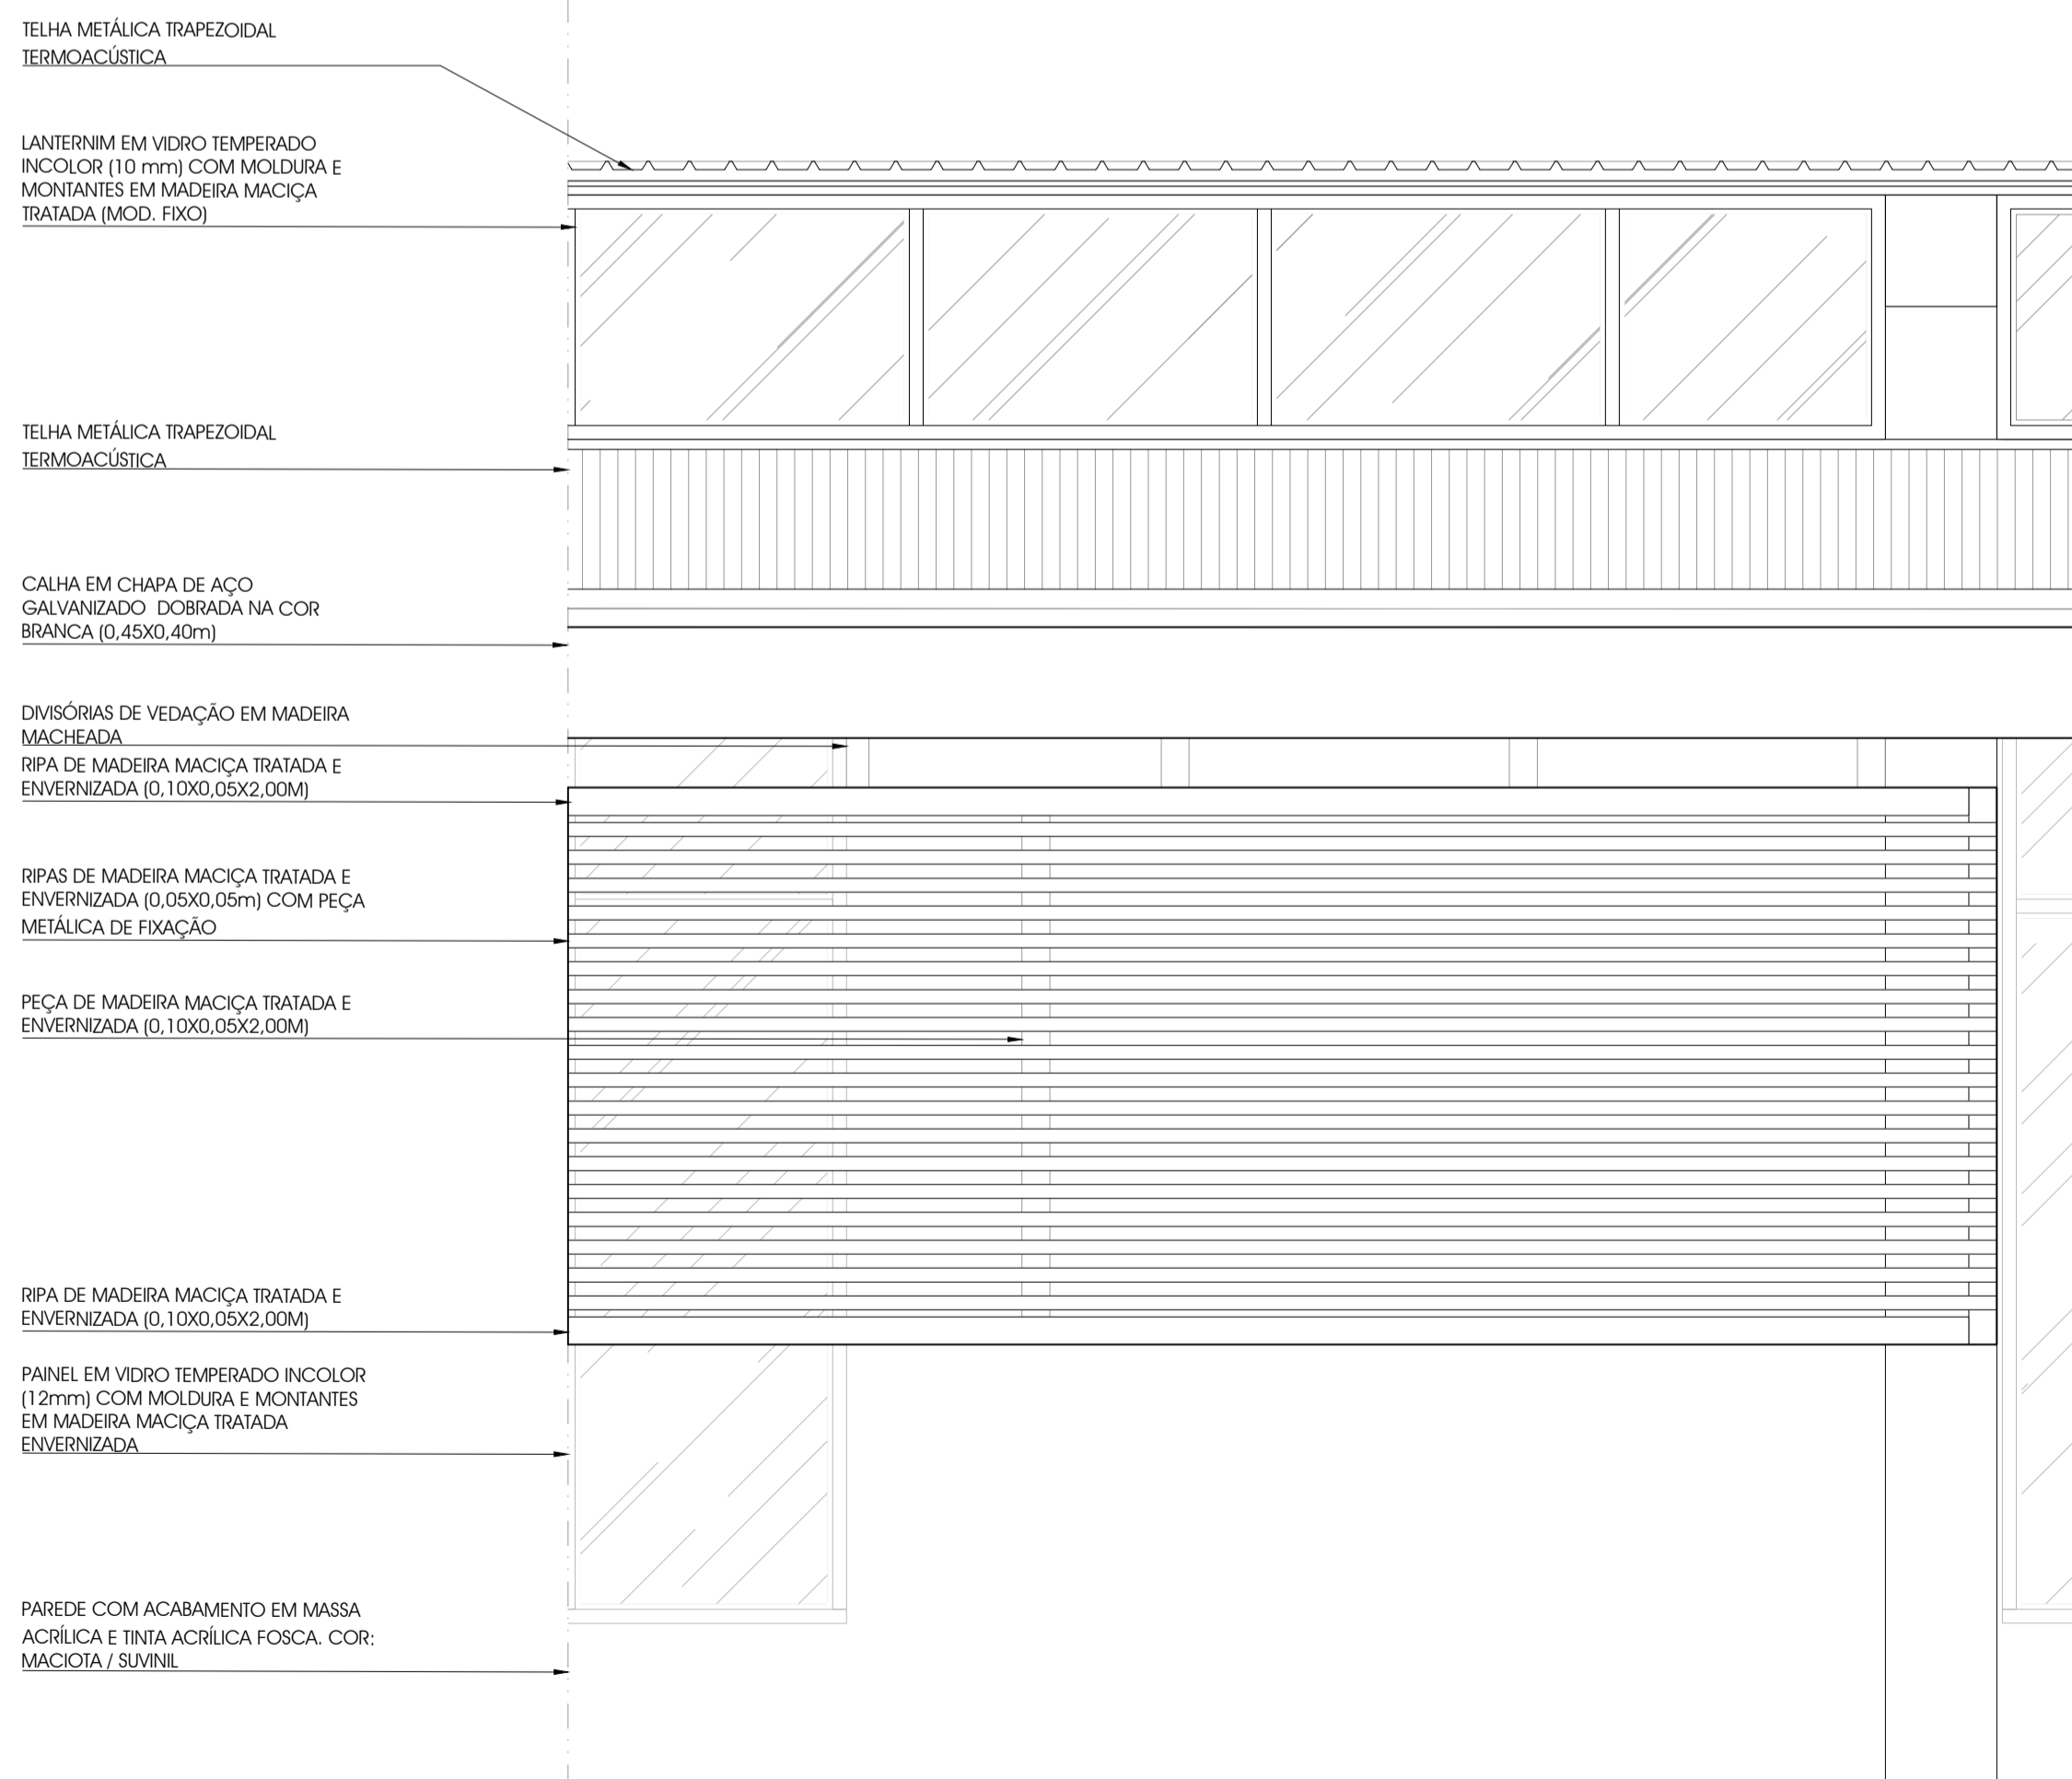 TELHA METÁLICA TRAPEZOIDAL
TERMOACÚSTICA
LANTERNIM EM VIDRO TEMPERADO
INCOLOR (10 mm) COM MOLDURA E
MONTANTES EM MADEIRA MACIÇA
TRATADA (MOD. FIXO)
TELHA METÁLICA TRAPEZOIDAL
TERMOACÚSTICA
CALHA EM CHAPA DE AÇO
GALVANIZADO DOBRADA NA COR
BRANCA (0,45X0,40m)
DIVISÓRIAS DE VEDAÇÃO EM MADEIRA
MACHEADA
RIPA DE MADEIRA MACIÇA TRATADA E
ENVERNIZADA (0,10X0,05X2,00M)
RIPAS DE MADEIRA MACIÇA TRATADA E
ENVERNIZADA (0,05X0,05m) COM PEÇA
METÁLICA DE FIXAÇÃO
PEÇA DE MADEIRA MACIÇA TRATADA E
ENVERNIZADA (0,10X0,05X2,00M)
RIPA DE MADEIRA MACIÇA TRATADA E
ENVERNIZADA (0,10X0,05X2,00M)
PAINEL EM VIDRO TEMPERADO INCOLOR
(12mm) COM MOLDURA E MONTANTES
EM MADEIRA MACIÇA TRATADA
ENVERNIZADA
PAREDE COM ACABAMENTO EM MASSA
ACRÍLICA E TINTA ACRÍLICA FOSCA. COR:
MACIOTA / SUVINIL